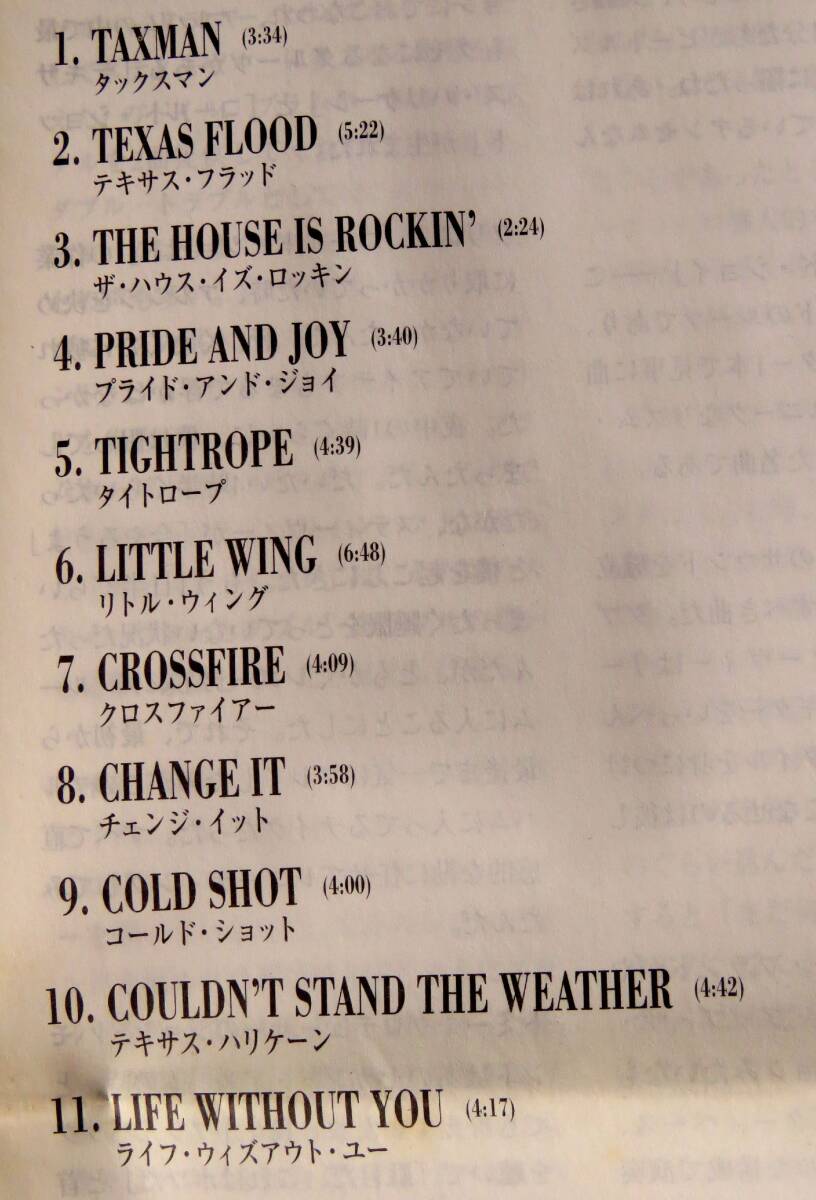 1. TAXMAN (3:34)
タックスマン
2. TEXAS FLOOD (5:22)
テキサス・フラッド
3. THE HOUSE IS ROCKIN’ (2:24)
ザ・ハウス・イズ・ロッキン
4. PRIDE AND JOY (3:40)
プライド・アンド・ジョイ
5. TIGHTROPE (4:39)
タイトロープ
6. LITTLE WING (6:48)
リトル・ウィング
7. CROSSFIRE (4:09)
クロスファイアー
8. CHANGE IT (3:58)
チェンジ・イット
9. COLD SHOT (4:00)
コールド・ショット
10. COULDN’T STAND THE WEATHER (4:42)
テキサス・ハリケーン
11. LIFE WITHOUT YOU (4:17)
ライフ・ウィズアウト・ユー